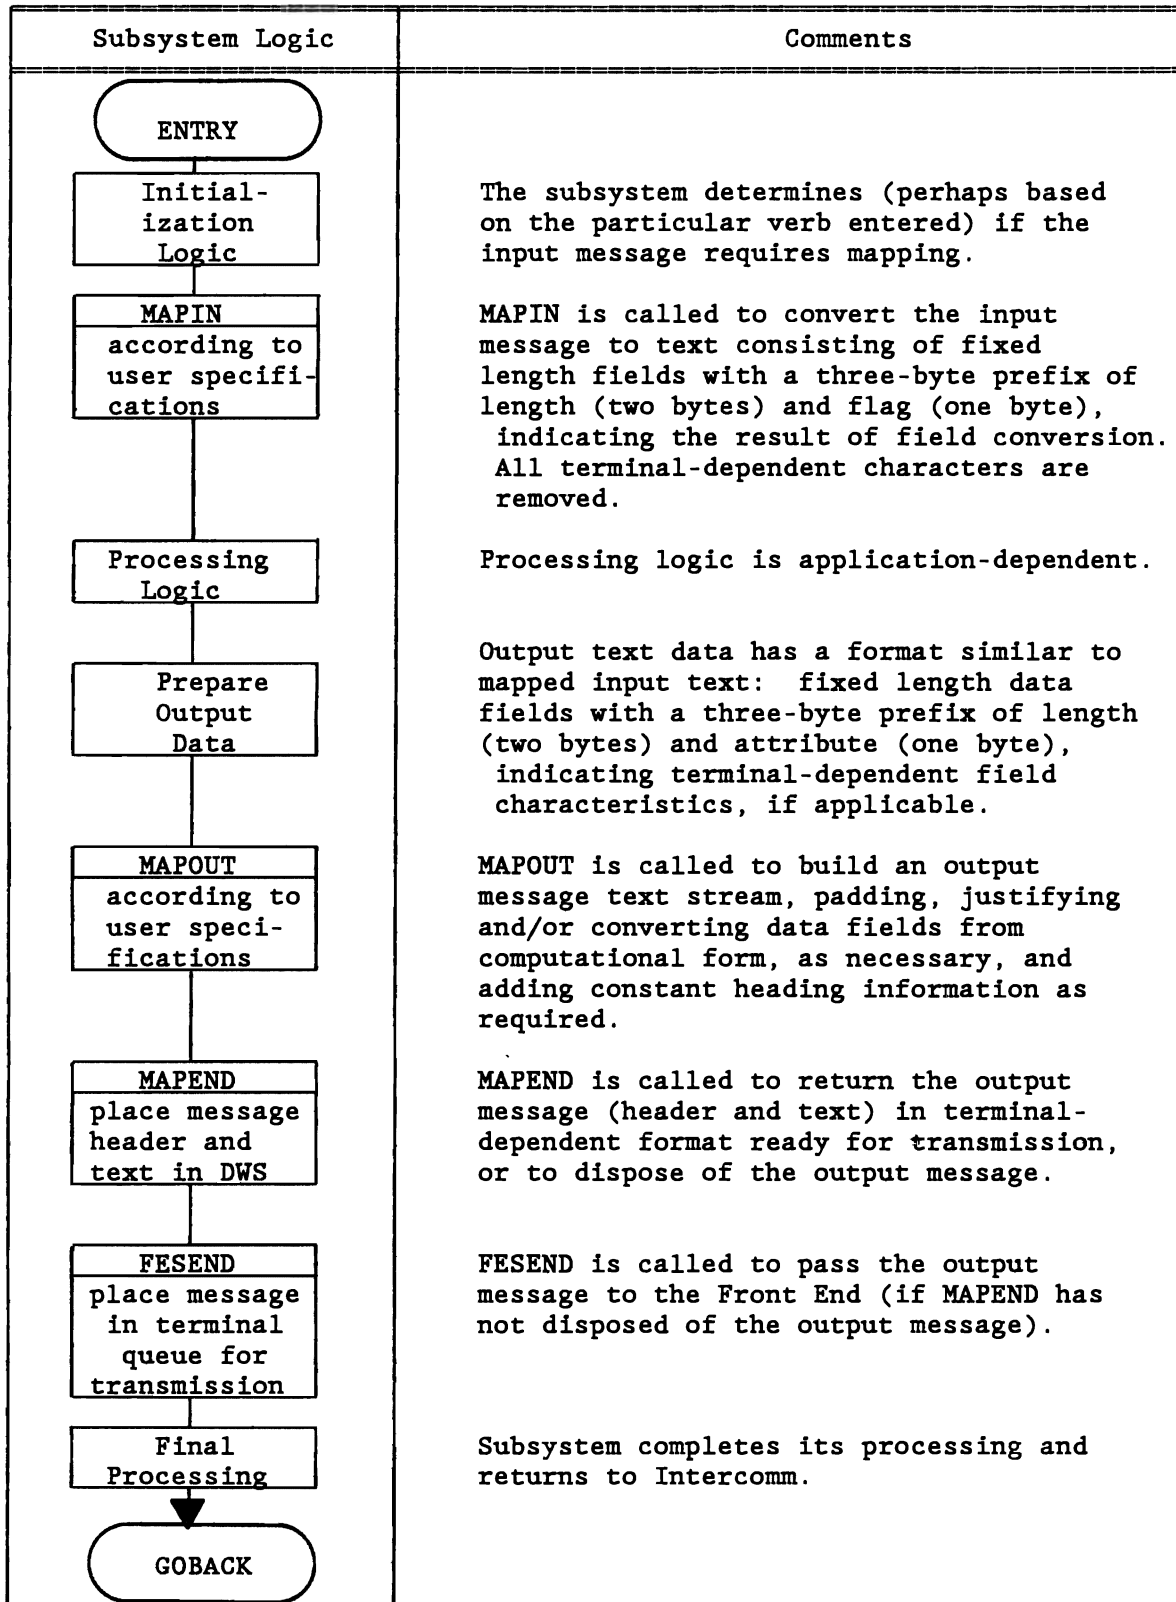 Subsystem Logic
Comments
ENTRY
Initial-
ization
Logic
The subsystem determines (perhaps based
on the particular verb entered) if the
input message requires mapping.
MAPIN
according to
user specifi-
cations
MAPIN is called to convert the input
message to text consisting of fixed
length fields with a three-byte prefix of
length (two bytes) and flag (one byte),
indicating the result of field conversion.
All terminal-dependent characters are
removed.
Processing
Logic
Processing logic is application-dependent.
Prepare
Output
Data
Output text data has a format similar to
mapped input text: fixed length data
fields with a three-byte prefix of length
(two bytes) and attribute (one byte),
indicating terminal-dependent field
characteristics, if applicable.
MAPOUT
according to
user speci-
fications
MAPOUT is called to build an output
message text stream, padding, justifying
and/or converting data fields from
computational form, as necessary, and
adding constant heading information as
required.
MAPEND
place message
header and
text in DWS
MAPEND is called to return the output
message (header and text) in terminal-
dependent format ready for transmission,
or to dispose of the output message.
FESEND
place message
in terminal
queue for
transmission
FESEND is called to pass the output
message to the Front End (if MAPEND has
not disposed of the output message).
Final
Processing
Subsystem completes its processing and
returns to Intercomm.
GOBACK